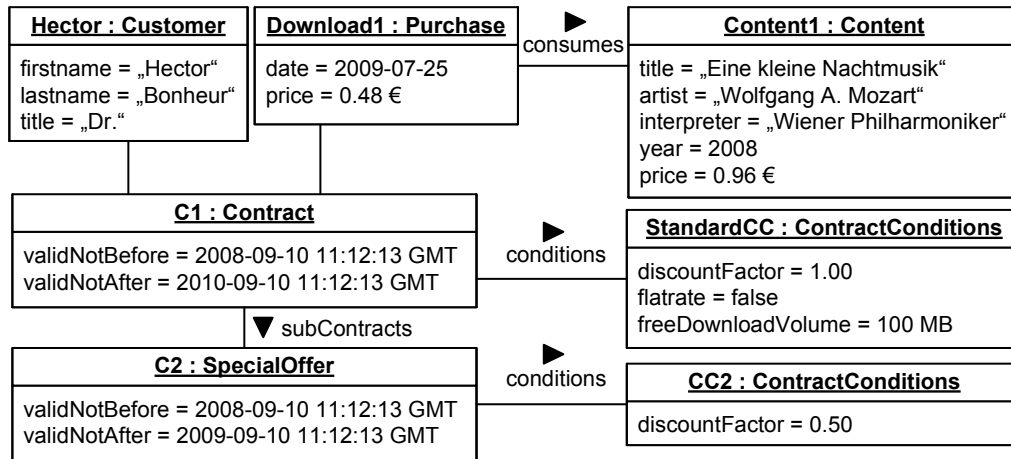 Hector : Customer
firstname = „Hector“
lastname = „Bonheur“
title = „Dr.“
Download1 : Purchase
date = 2009-07-25
price = 0.48 €
consumes
Content1 : Content
title = „Eine kleine Nachtmusik“
artist = „Wolfgang A. Mozart“
interpreter = „Wiener Philharmoniker“
year = 2008
price = 0.96 €
C1 : Contract
validNotBefore = 2008-09-10 11:12:13 GMT
validNotAfter = 2010-09-10 11:12:13 GMT
conditions
StandardCC : ContractConditions
discountFactor = 1.00
flatrate = false
freeDownloadVolume = 100 MB
subContracts
C2 : SpecialOffer
validNotBefore = 2008-09-10 11:12:13 GMT
validNotAfter = 2009-09-10 11:12:13 GMT
conditions
CC2 : ContractConditions
discountFactor = 0.50